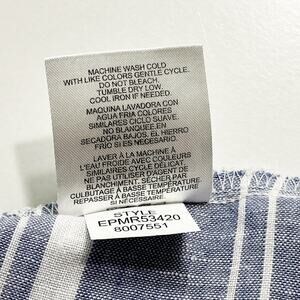 MACHINE WASH COLD
WITH LIKE COLORS GENTLE CYCLE.
DO NOT BLEACH.
TUMBLE DRY LOW.
COOL IRON IF NEEDED.
MAQUINA LAVADORA CON
AGUA FRIA COLORES
SIMILARES CICLO SUAVE.
NO BLANQUEE EN
SECADORA BAJO. EL HIERRO
FRÍO SI ES NECESARIO.
LAVER À LA MACHINE À
L'EAU FROIDE AVEC COULEURS
SIMILAIRES CYCLE DÉLICAT.
NE PAS UTILISER D'AGENT DE
BLANCHIMENT. SÉCHAGE PAR
CULBUTAGE À BASSE TEMPÉRATURE.
REPASSER À BASSE TEMPÉRATURE
SI NÉCESSAIRE.
STYLE
EPMR53420
8007551